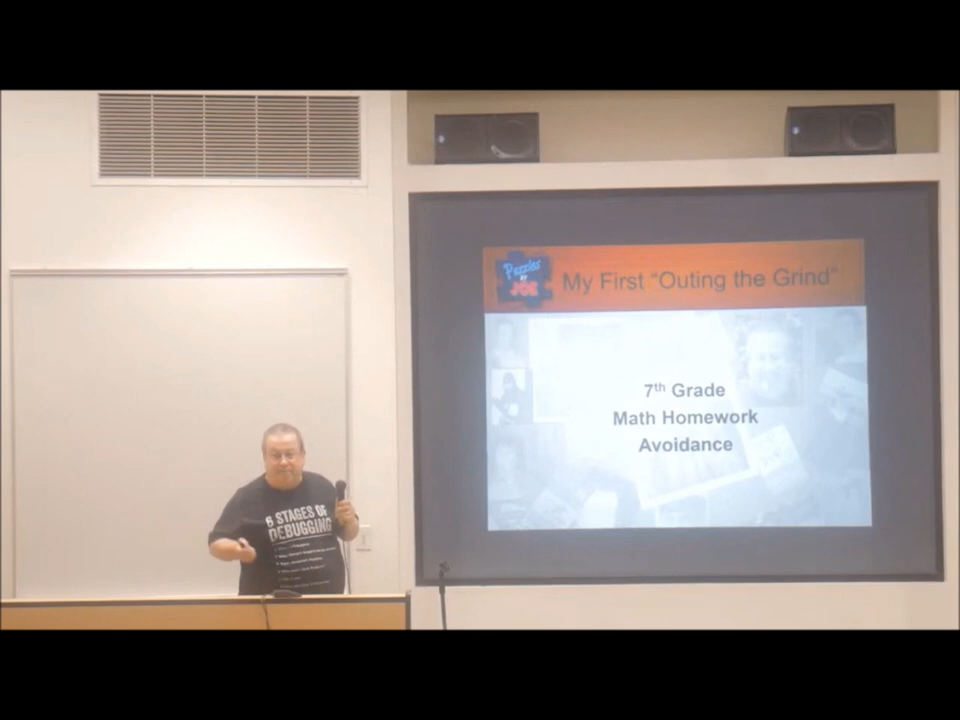 Puzzles
by
JOE
My First “Outing the Grind”
7th Grade
Math Homework
Avoidance
6 STAGES OF
DEBUGGING